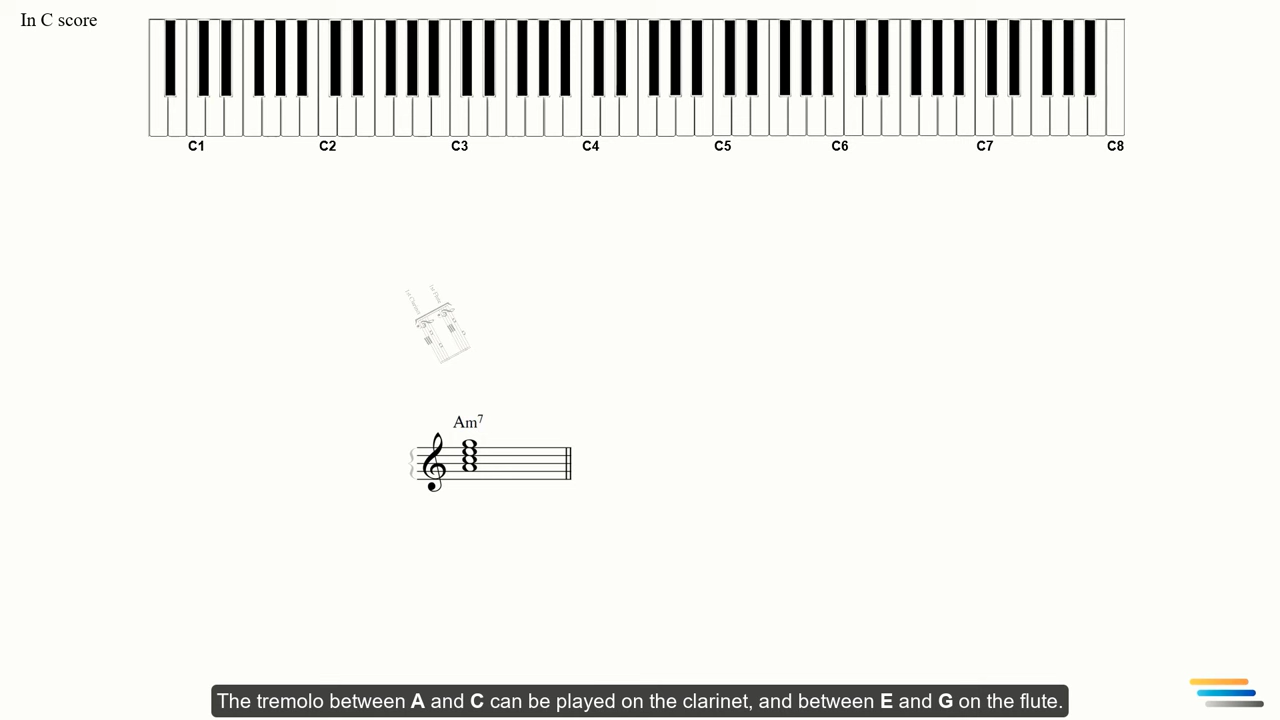 In C score
C1 C2 C3 C4 C5 C6 C7 C8
Am7
The tremolo between A and C can be played on the clarinet, and between E and G on the flute.